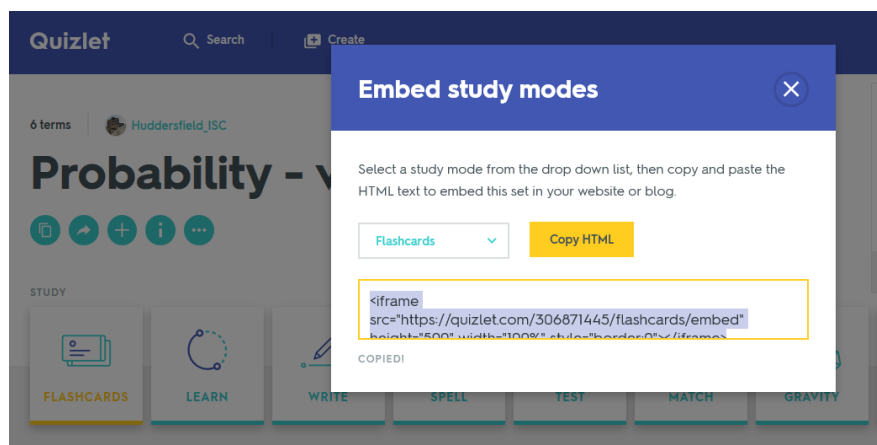 Quizlet
Search
Create
Embed study modes
6 terms
Huddersfield_ISC
Probability -
Select a study mode from the drop down list, then copy and paste the
HTML text to embed this set in your website or blog.
Flashcards
Copy HTML
<iframe
src="https://quizlet.com/306871445/flashcards/embed"
height="500" width="100%" style="border:0"></iframe>
COPIED!
STUDY
FLASHCARDS
LEARN
WRITE
SPELL
TEST
MATCH
GRAVITY